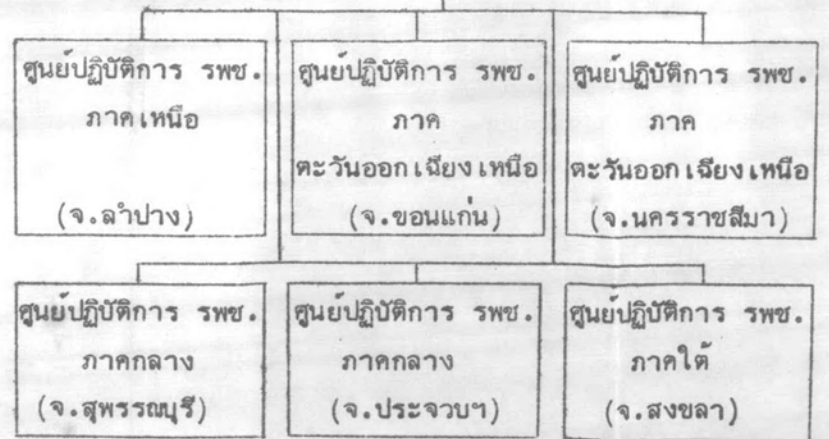 ศูนย์ปฏิบัติการ รพช.
ภาคเหนือ
(จ.ลำปาง)
ศูนย์ปฏิบัติการ รพช.
ภาค
ตะวันออกเฉียงเหนือ
(จ.ขอนแก่น)
ศูนย์ปฏิบัติการ รพช.
ภาค
ตะวันออกเฉียงเหนือ
(จ.นครราชสีมา)
ศูนย์ปฏิบัติการ รพช.
ภาคกลาง
(จ.สุพรรณบุรี)
ศูนย์ปฏิบัติการ รพช.
ภาคกลาง
(จ.ประจวบฯ)
ศูนย์ปฏิบัติการ รพช.
ภาคใต้
(จ.สงขลา)